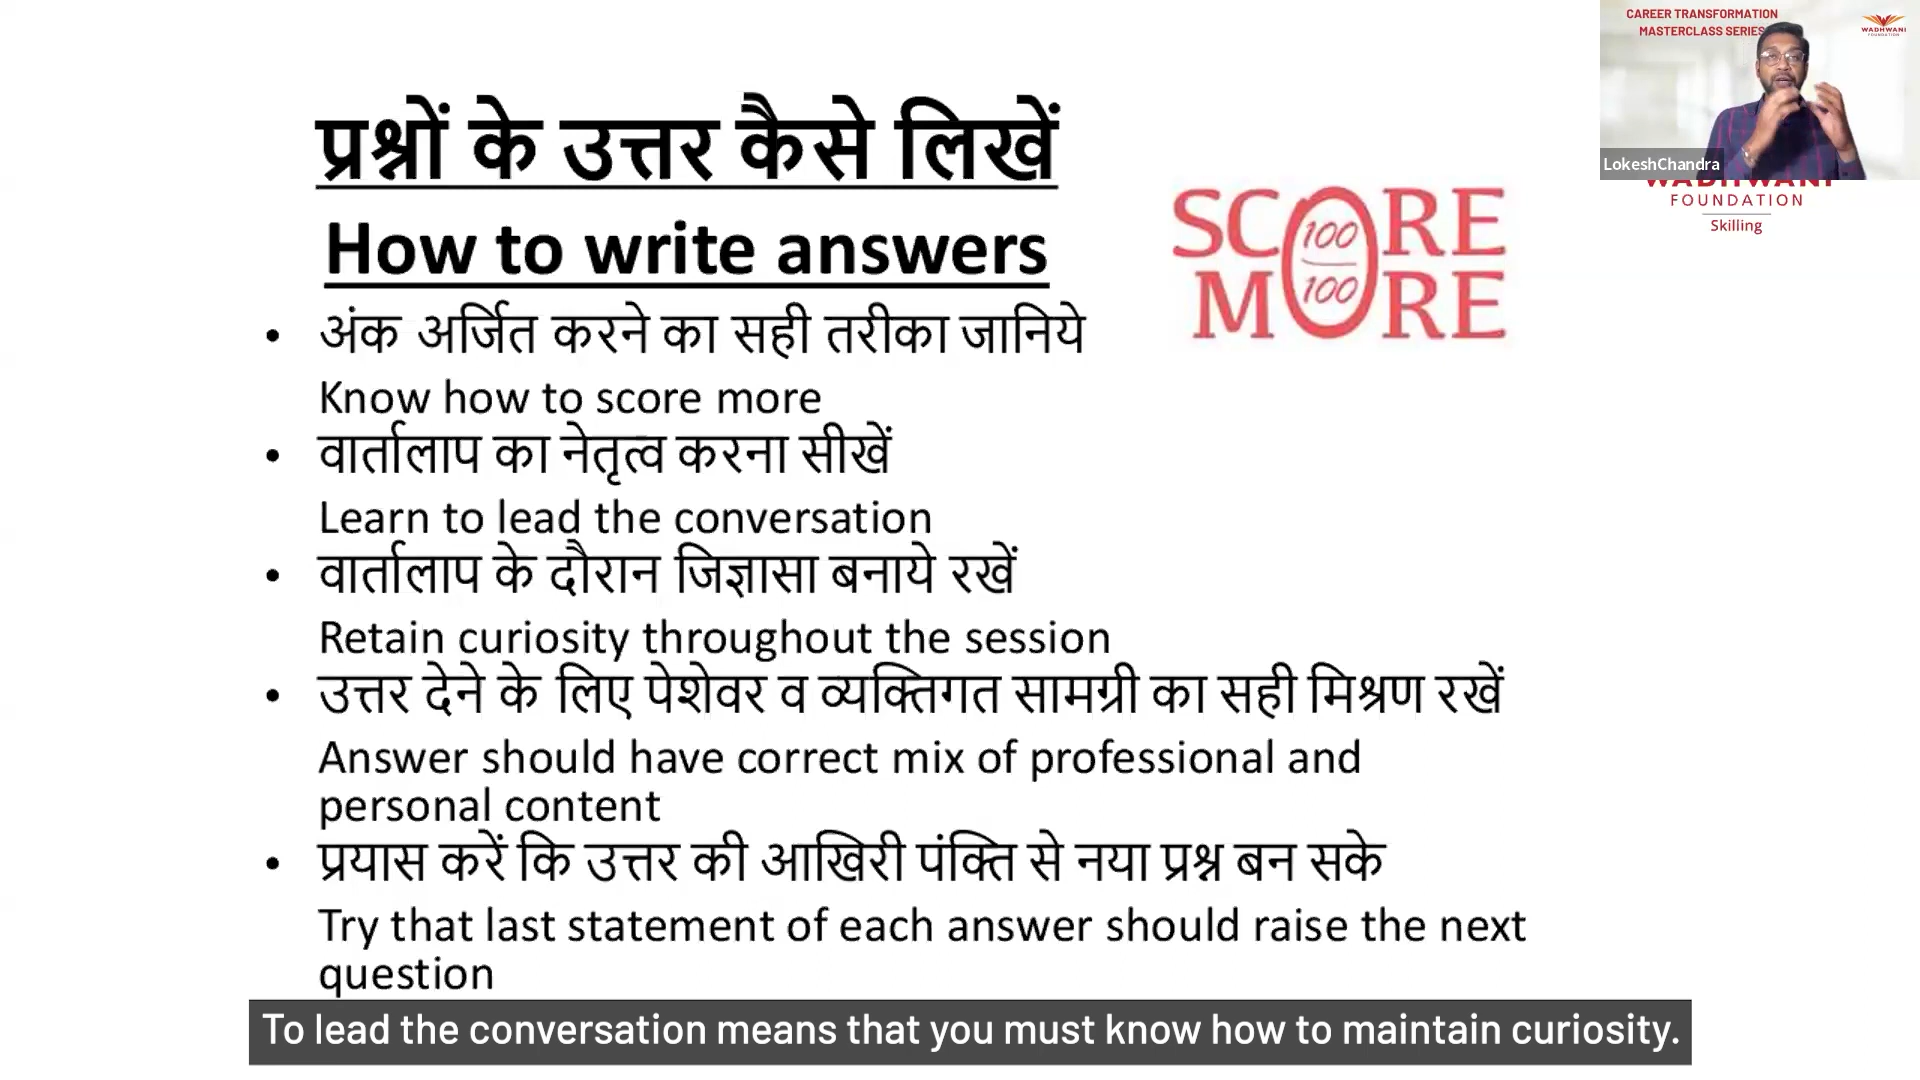 CAREER TRANSFORMATION
MASTERCLASS SERIES
WADHWANI
FOUNDATION
LokeshChandra
WADHWANI
FOUNDATION
Skilling
प्रश्नों के उत्तर कैसे लिखें
How to write answers
SCORE
MORE
100
100
• अंक अर्जित करने का सही तरीका जानिये
Know how to score more
• वार्तालाप का नेतृत्व करना सीखें
Learn to lead the conversation
• वार्तालाप के दौरान जिज्ञासा बनाये रखें
Retain curiosity throughout the session
• उत्तर देने के लिए पेशेवर व व्यक्तिगत सामग्री का सही मिश्रण रखें
Answer should have correct mix of professional and
personal content
• प्रयास करें कि उत्तर की आखिरी पंक्ति से नया प्रश्न बन सके
Try that last statement of each answer should raise the next
question
To lead the conversation means that you must know how to maintain curiosity.